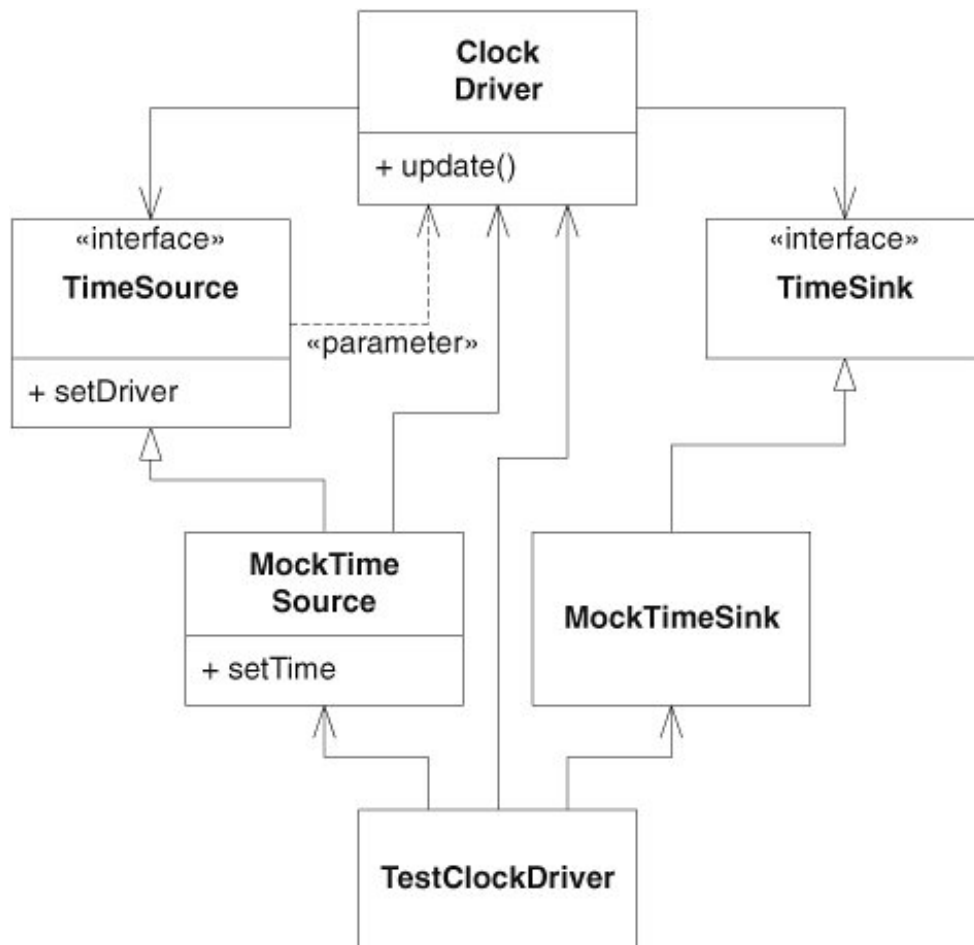 Clock
Driver
+ update()
«interface»
TimeSource
+ setDriver
«parameter»
«interface»
TimeSink
MockTime
Source
+ setTime
MockTimeSink
TestClockDriver